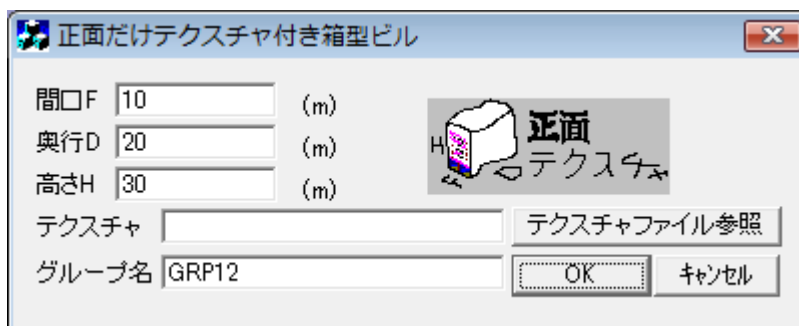 正面だけテクスチャ付き箱型ビル
間口F 10 (m)
奥行D 20 (m)
高さH 30 (m)
H 正面
D テクスチャ
F
テクスチャ テクスチャファイル参照
グループ名 GRP12 OK キャンセル